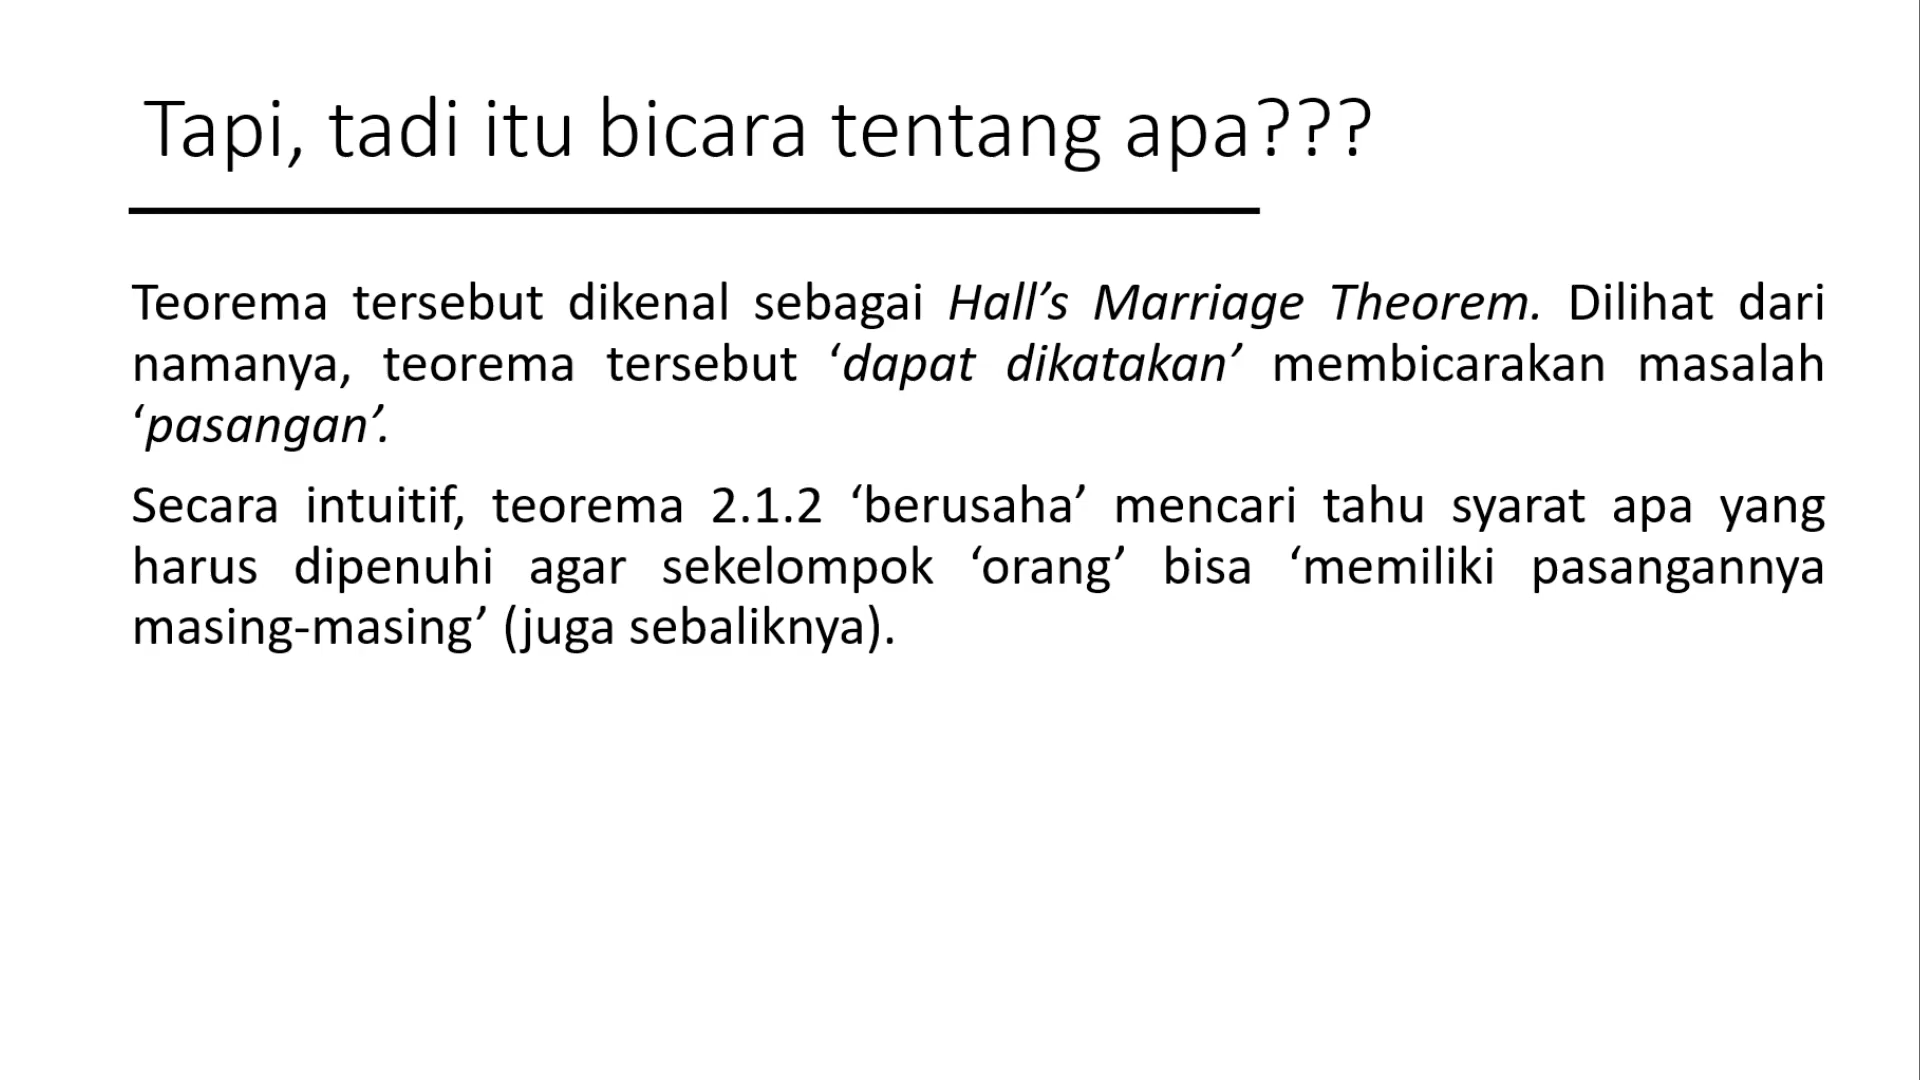 Tapi, tadi itu bicara tentang apa???
Teorema tersebut dikenal sebagai Hall’s Marriage Theorem. Dilihat dari
namanya, teorema tersebut ‘dapat dikatakan’ membicarakan masalah
‘pasangan’.
Secara intuitif, teorema 2.1.2 ‘berusaha’ mencari tahu syarat apa yang
harus dipenuhi agar sekelompok ‘orang’ bisa ‘memiliki pasangannya
masing-masing’ (juga sebaliknya).